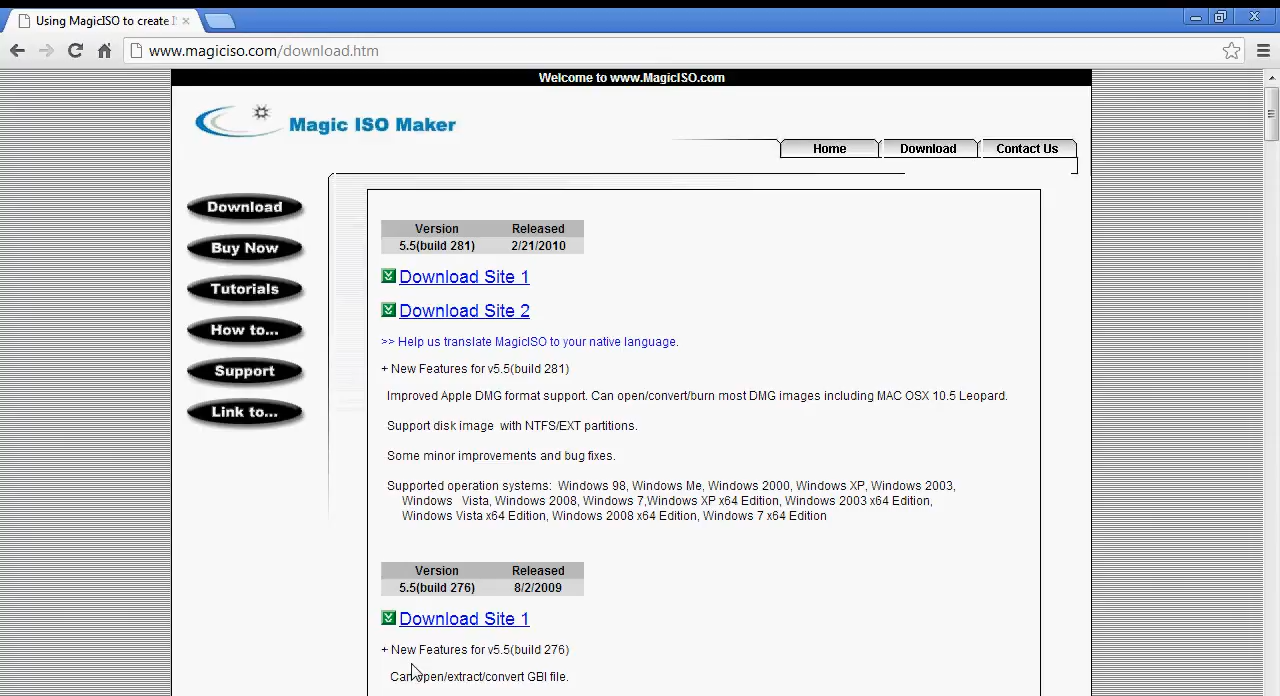 Using MagicISO to create I
www.magiciso.com/download.htm
Welcome to www.MagicISO.com
Magic ISO Maker
Home Download Contact Us
Download
Buy Now
Tutorials
How to...
Support
Link to...
Version Released
5.5(build 281) 2/21/2010
Download Site 1
Download Site 2
>> Help us translate MagicISO to your native language.
+ New Features for v5.5(build 281)
Improved Apple DMG format support. Can open/convert/burn most DMG images including MAC OSX 10.5 Leopard.
Support disk image with NTFS/EXT partitions.
Some minor improvements and bug fixes.
Supported operation systems: Windows 98, Windows Me, Windows 2000, Windows XP, Windows 2003,
Windows Vista, Windows 2008, Windows 7,Windows XP x64 Edition, Windows 2003 x64 Edition,
Windows Vista x64 Edition, Windows 2008 x64 Edition, Windows 7 x64 Edition
Version Released
5.5(build 276) 8/2/2009
Download Site 1
+ New Features for v5.5(build 276)
Can open/extract/convert GBI file.